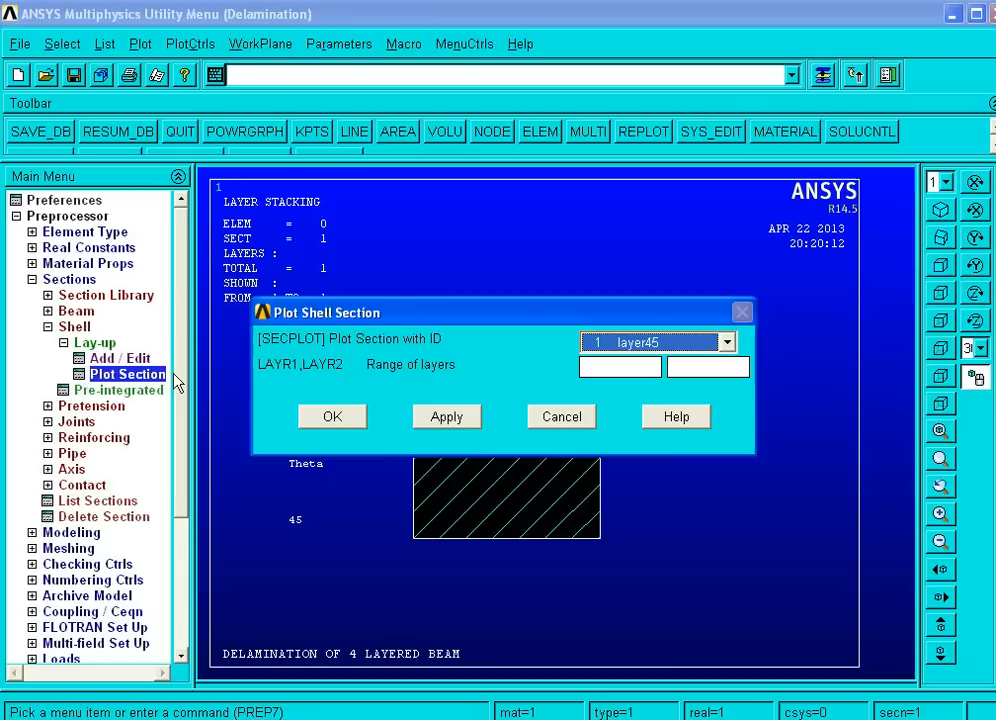 ANSYS Multiphysics Utility Menu (Delamination)
File Select List Plot PlotCtrls WorkPlane Parameters Macro MenuCtrls Help
Toolbar
SAVE_DB RESUM_DB QUIT POWRGRPH KPTS LINE AREA VOLU NODE ELEM MULTI REPLOT SYS_EDIT MATERIAL SOLUCNTL
Main Menu
Preferences
Preprocessor
Element Type
Real Constants
Material Props
Sections
Section Library
Beam
Shell
Lay-up
Add / Edit
Plot Section
Pre-integrated
Pretension
Joints
Reinforcing
Pipe
Axis
Contact
List Sections
Delete Section
Modeling
Meshing
Checking Ctrls
Numbering Ctrls
Archive Model
Coupling / Ceqn
FLOTRAN Set Up
Multi-field Set Up
Loads
1
LAYER STACKING
ELEM = 0
SECT = 1
LAYERS :
TOTAL = 1
SHOWN :
FROM 1 TO 1
ANSYS
R14.5
APR 22 2013
20:20:12
Plot Shell Section
[SECPLOT] Plot Section with ID
1 layer45
LAYR1,LAYR2 Range of layers
OK Apply Cancel Help
Theta
45
DELAMINATION OF 4 LAYERED BEAM
1
Pick a menu item or enter a command (PREP7) mat=1 type=1 real=1 csys=0 secn=1